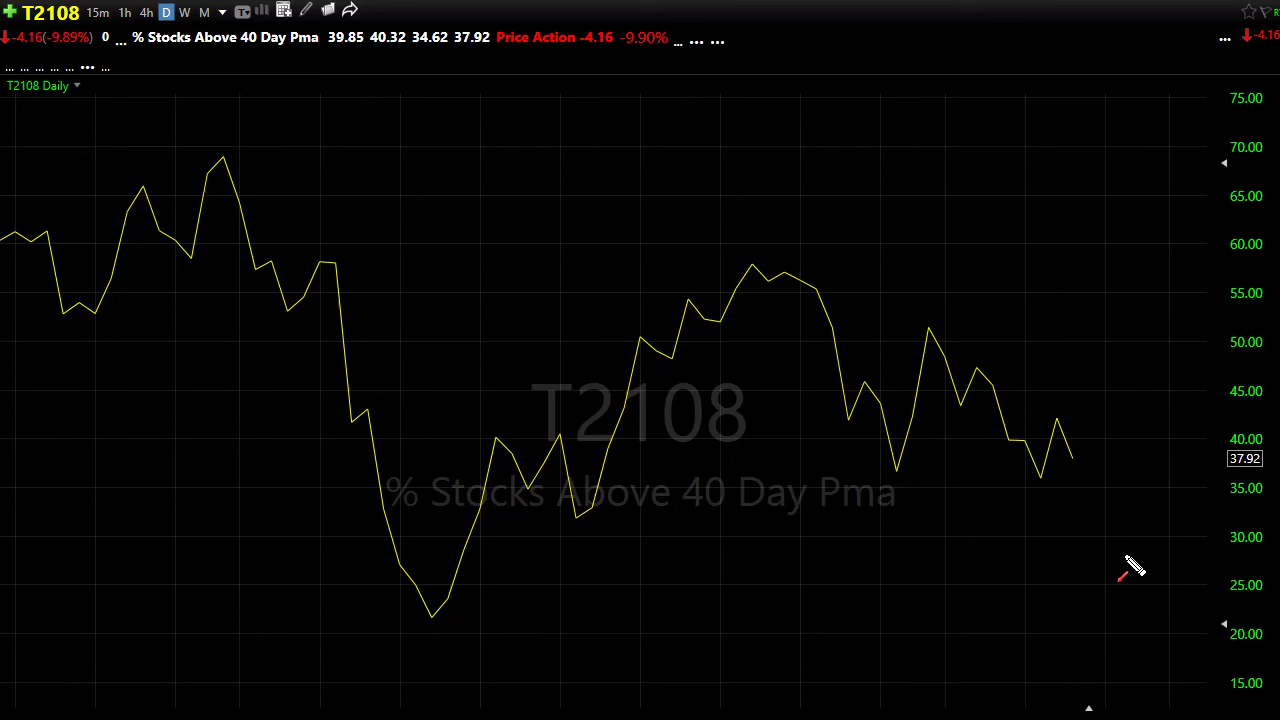 T2108 15m 1h 4h D W M T
-4.16(-9.89%) 0 ... % Stocks Above 40 Day Pma 39.85 40.32 34.62 37.92 Price Action -4.16 -9.90% ... ... ... ... -4.16
... ... ... ... ... ... ...
T2108 Daily
75.00
70.00
65.00
60.00
55.00
50.00
45.00
40.00
37.92
35.00
30.00
25.00
20.00
15.00
T2108
% Stocks Above 40 Day Pma